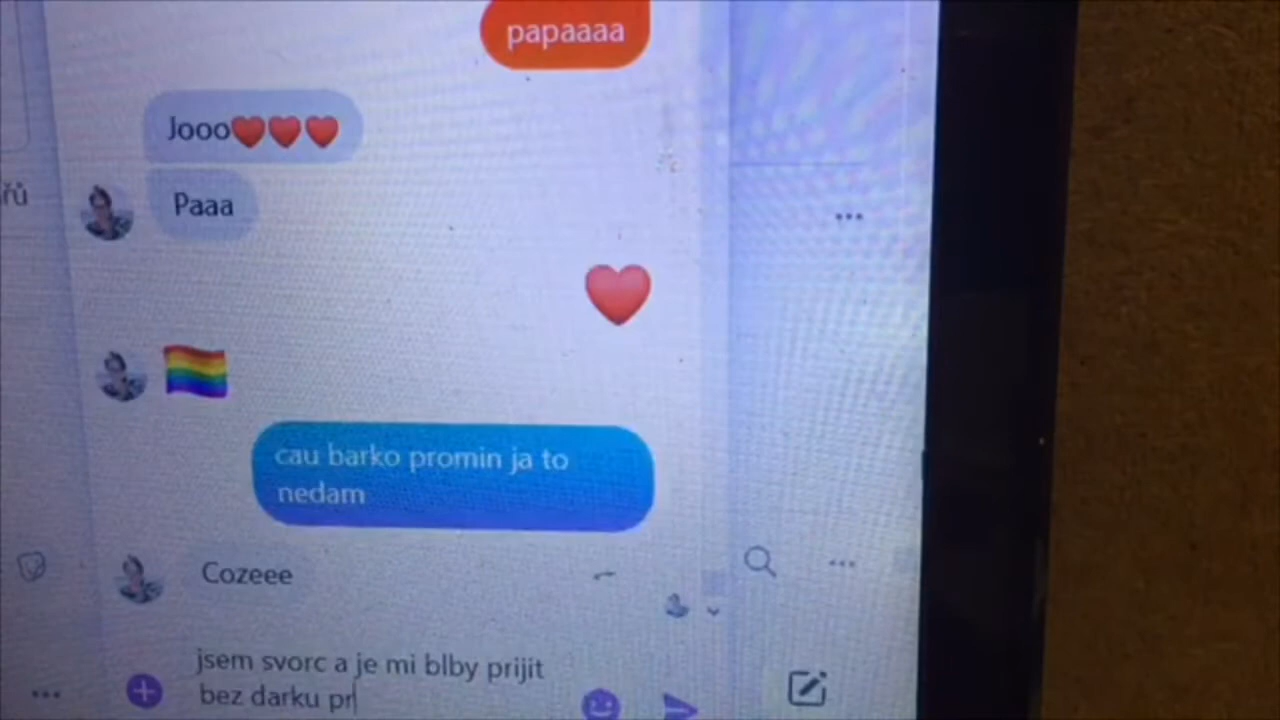 papaaaa
Jooo❤️❤️❤️
řů
Paaa
❤️
🏳️‍🌈
cau barko promin ja to
nedam
Cozeee
jsem svorc a je mi blby prijit
bez darku pr